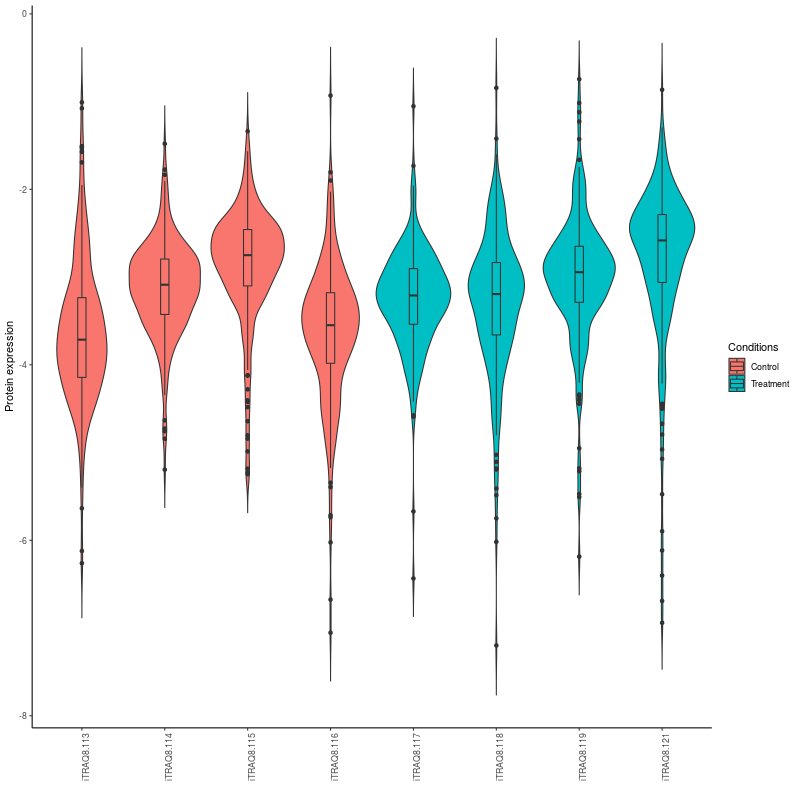 0
-2
-4
-6
-8
Protein expression
iTRAQ8.113
iTRAQ8.114
iTRAQ8.115
iTRAQ8.116
iTRAQ8.117
iTRAQ8.118
iTRAQ8.119
iTRAQ8.121
Conditions
Control
Treatment